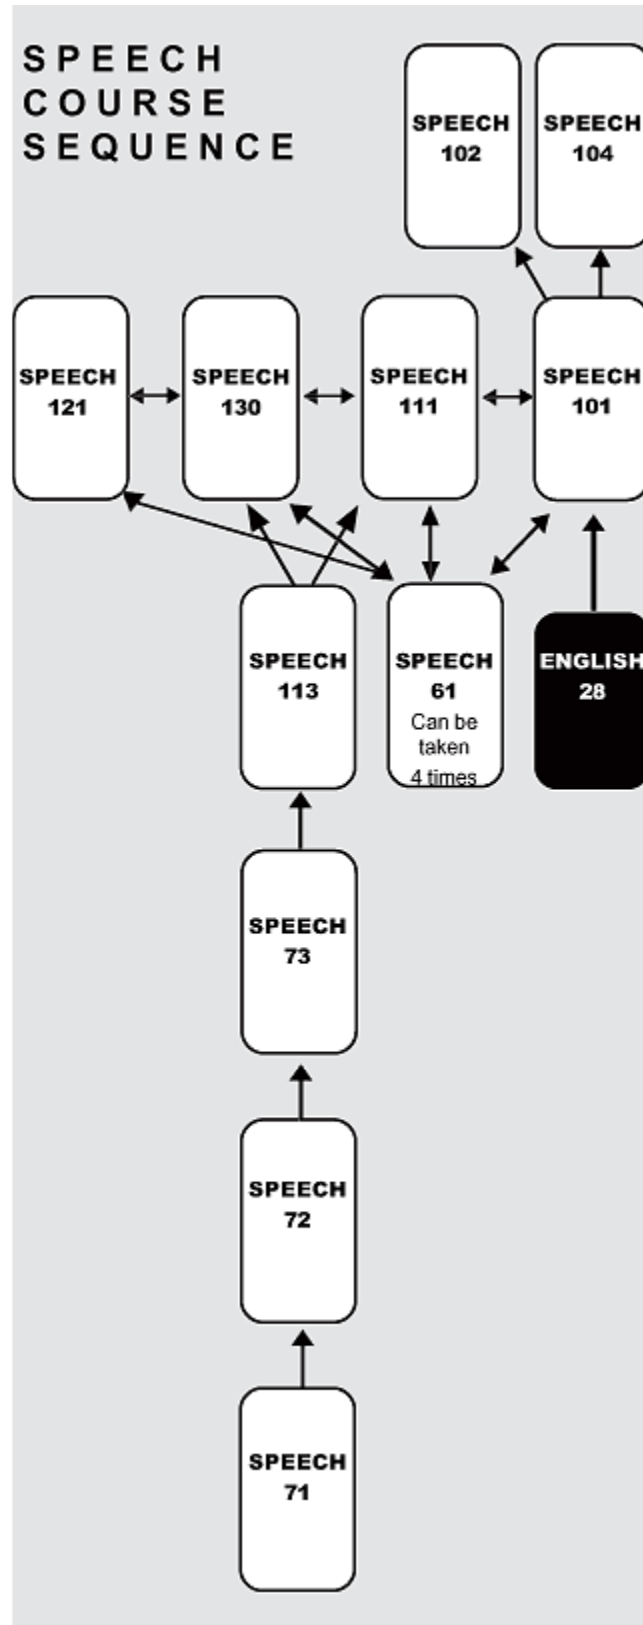 SPEECH
COURSE
SEQUENCE
SPEECH
102
SPEECH
104
SPEECH
121
SPEECH
130
SPEECH
111
SPEECH
101
SPEECH
113
SPEECH
61
Can be
taken
4 times
ENGLISH
28
SPEECH
73
SPEECH
72
SPEECH
71